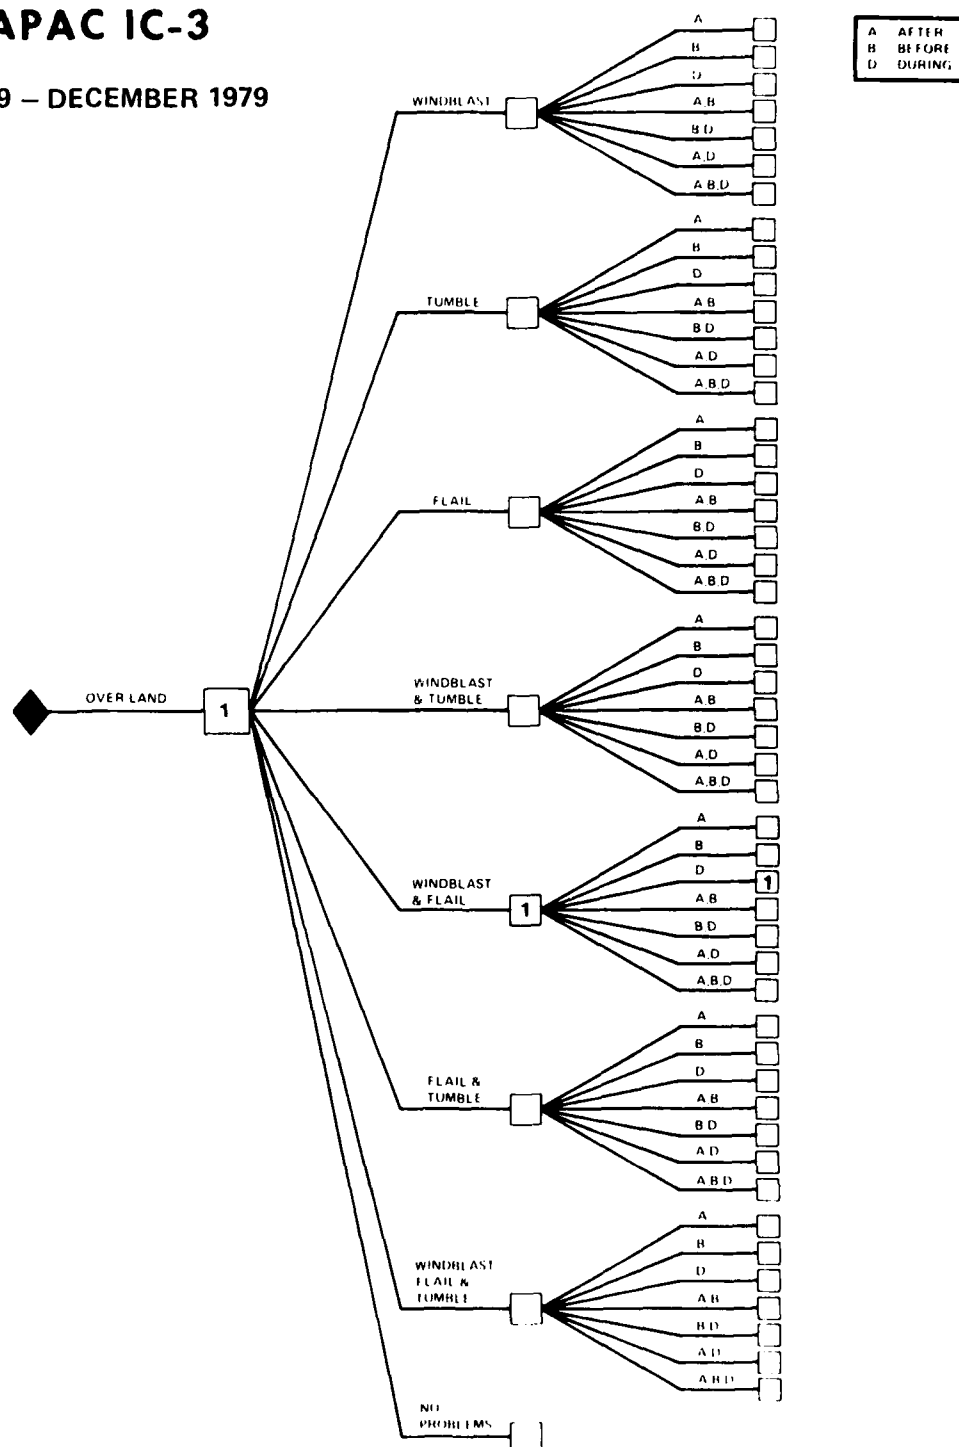 APAC IC-3
9 – DECEMBER 1979
A AFTER
B BEFORE
D DURING
WINDBLAST
A
B
D
A,B
B,D
A,D
A,B,D
TUMBLE
A
B
D
A,B
B,D
A,D
A,B,D
FLAIL
A
B
D
A,B
B,D
A,D
A,B,D
OVER LAND
1
WINDBLAST
& TUMBLE
A
B
D
A,B
B,D
A,D
A,B,D
WINDBLAST
& FLAIL
1
A
B
D
1
A,B
B,D
A,D
A,B,D
FLAIL &
TUMBLE
A
B
D
A,B
B,D
A,D
A,B,D
WINDBLAST
FLAIL &
TUMBLE
A
B
D
A,B
B,D
A,D
A,B,D
NO
PROBLEMS